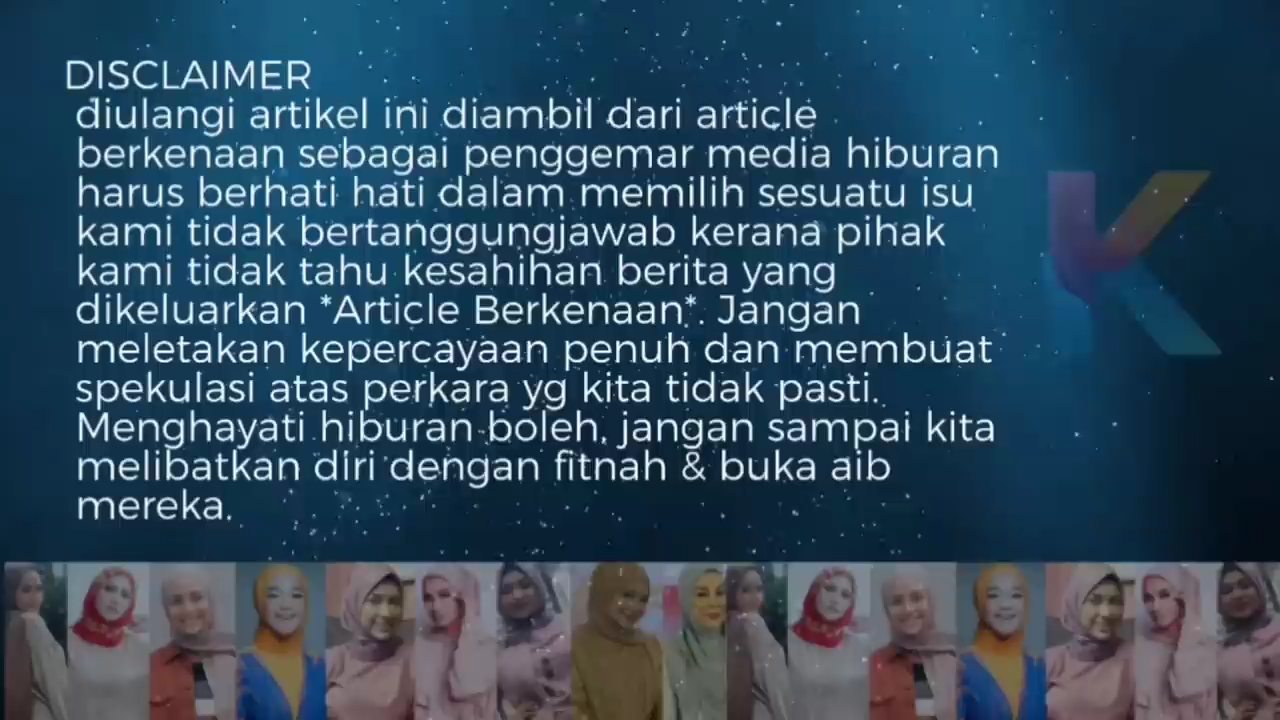 DISCLAIMER
diulangi artikel ini diambil dari article
berkenaan sebagai penggemar media hiburan
harus berhati hati dalam memilih sesuatu isu
kami tidak bertanggungjawab kerana pihak
kami tidak tahu kesahihan berita yang
dikeluarkan *Article Berkenaan*. Jangan
meletakan kepercayaan penuh dan membuat
spekulasi atas perkara yg kita tidak pasti.
Menghayati hiburan boleh, jangan sampai kita
melibatkan diri dengan fitnah & buka aib
mereka.
K